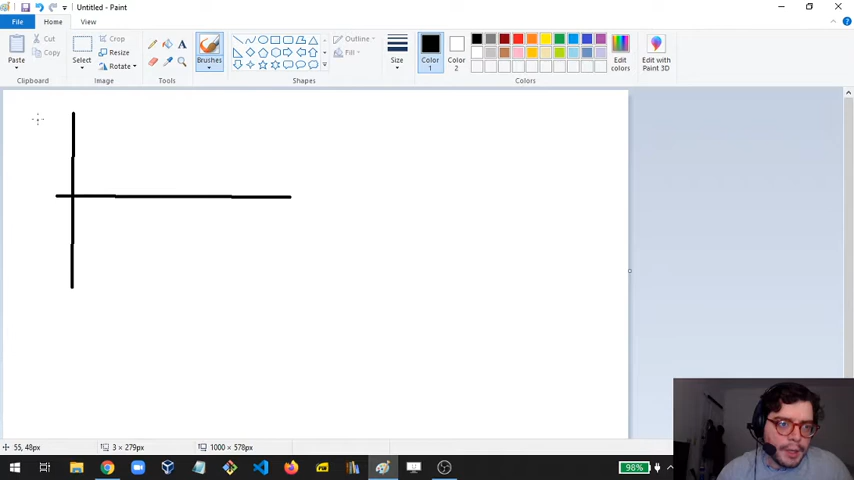 Untitled - Paint
File Home View
Paste
Cut
Copy
Clipboard
Select
Crop
Resize
Rotate
Image
A
Tools
Brushes
Outline
Fill
Shapes
Size
Color
1
Color
2
Edit
colors
Colors
Edit with
Paint 3D
55, 48px
3 × 279px
1000 × 578px
98%